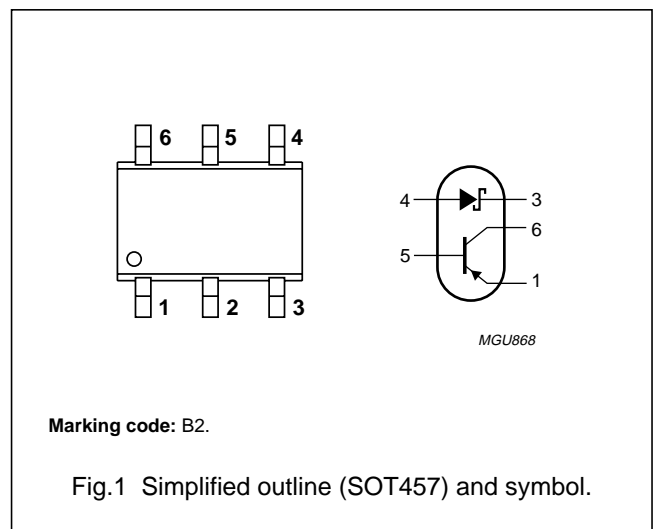 6 5 4
1 2 3
4 3
6
5
1
MGU868
Marking code: B2.
Fig.1 Simplified outline (SOT457) and symbol.